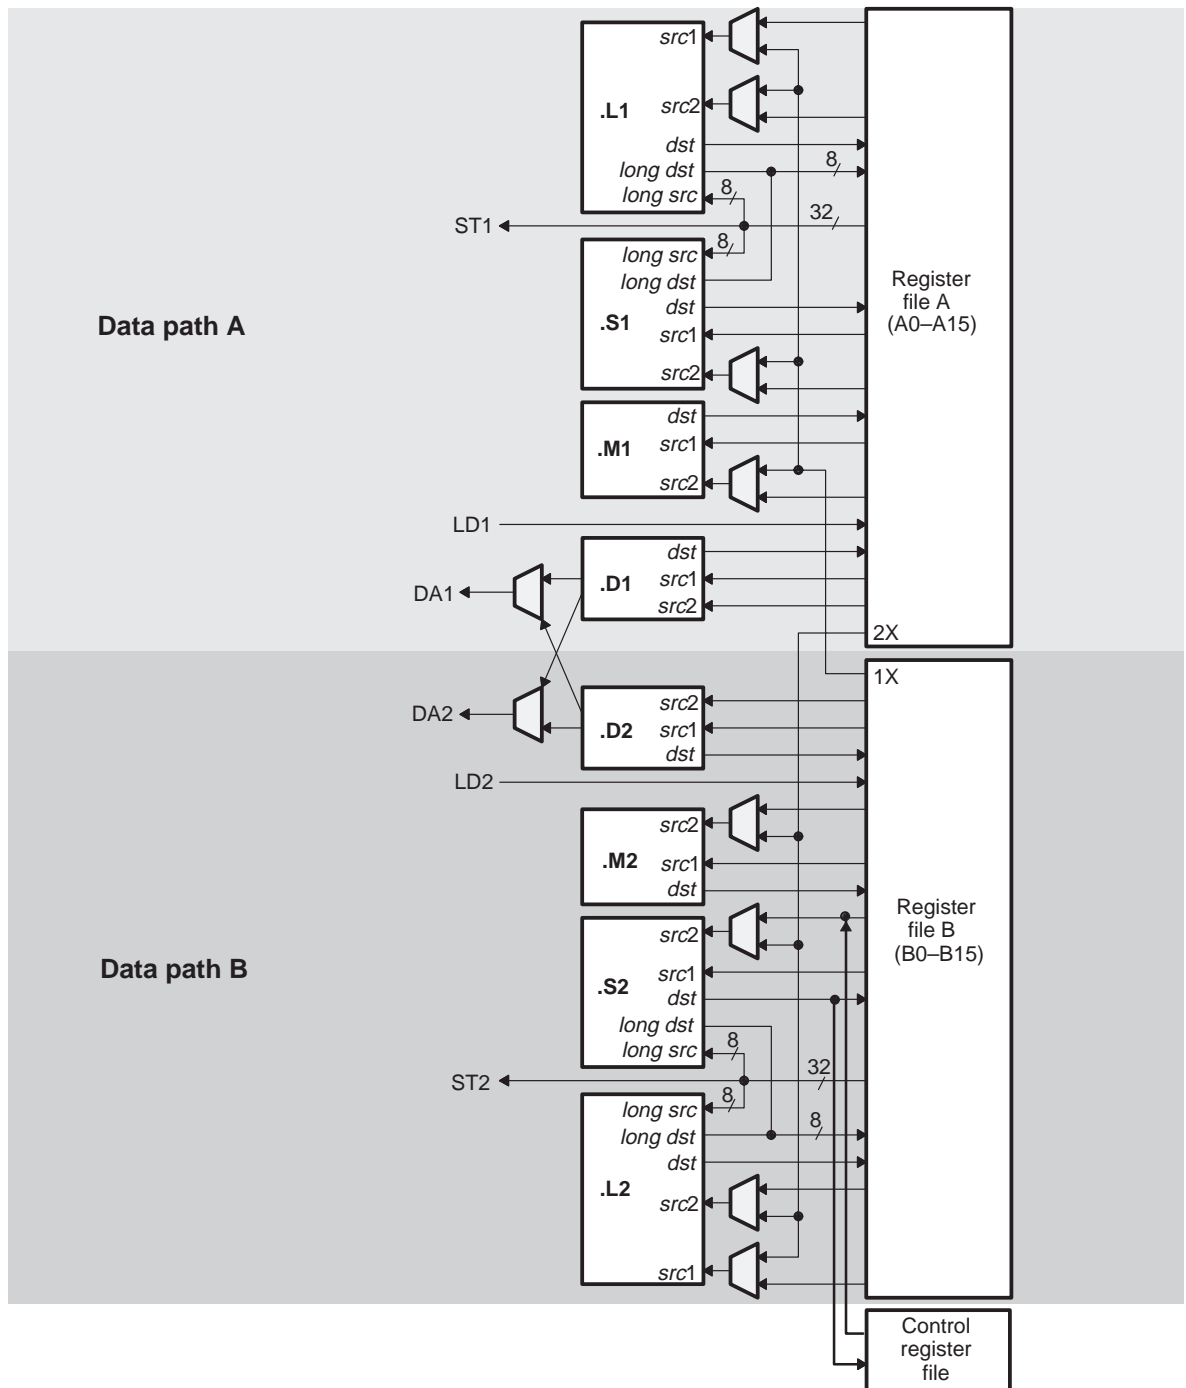 src1
.L1
src2
dst
long dst
8
long src
8
ST1
32
8
long src
long dst
dst
Register
file A
(A0–A15)
Data path A
.S1
src1
src2
dst
.M1
src1
src2
LD1
dst
DA1
.D1
src1
src2
2X
1X
DA2
src2
.D2
src1
dst
LD2
src2
.M2
src1
dst
Register
file B
(B0–B15)
src2
Data path B
.S2
src1
dst
long dst
long src
8
ST2
32
8
long src
long dst
8
dst
.L2
src2
src1
Control
register
file